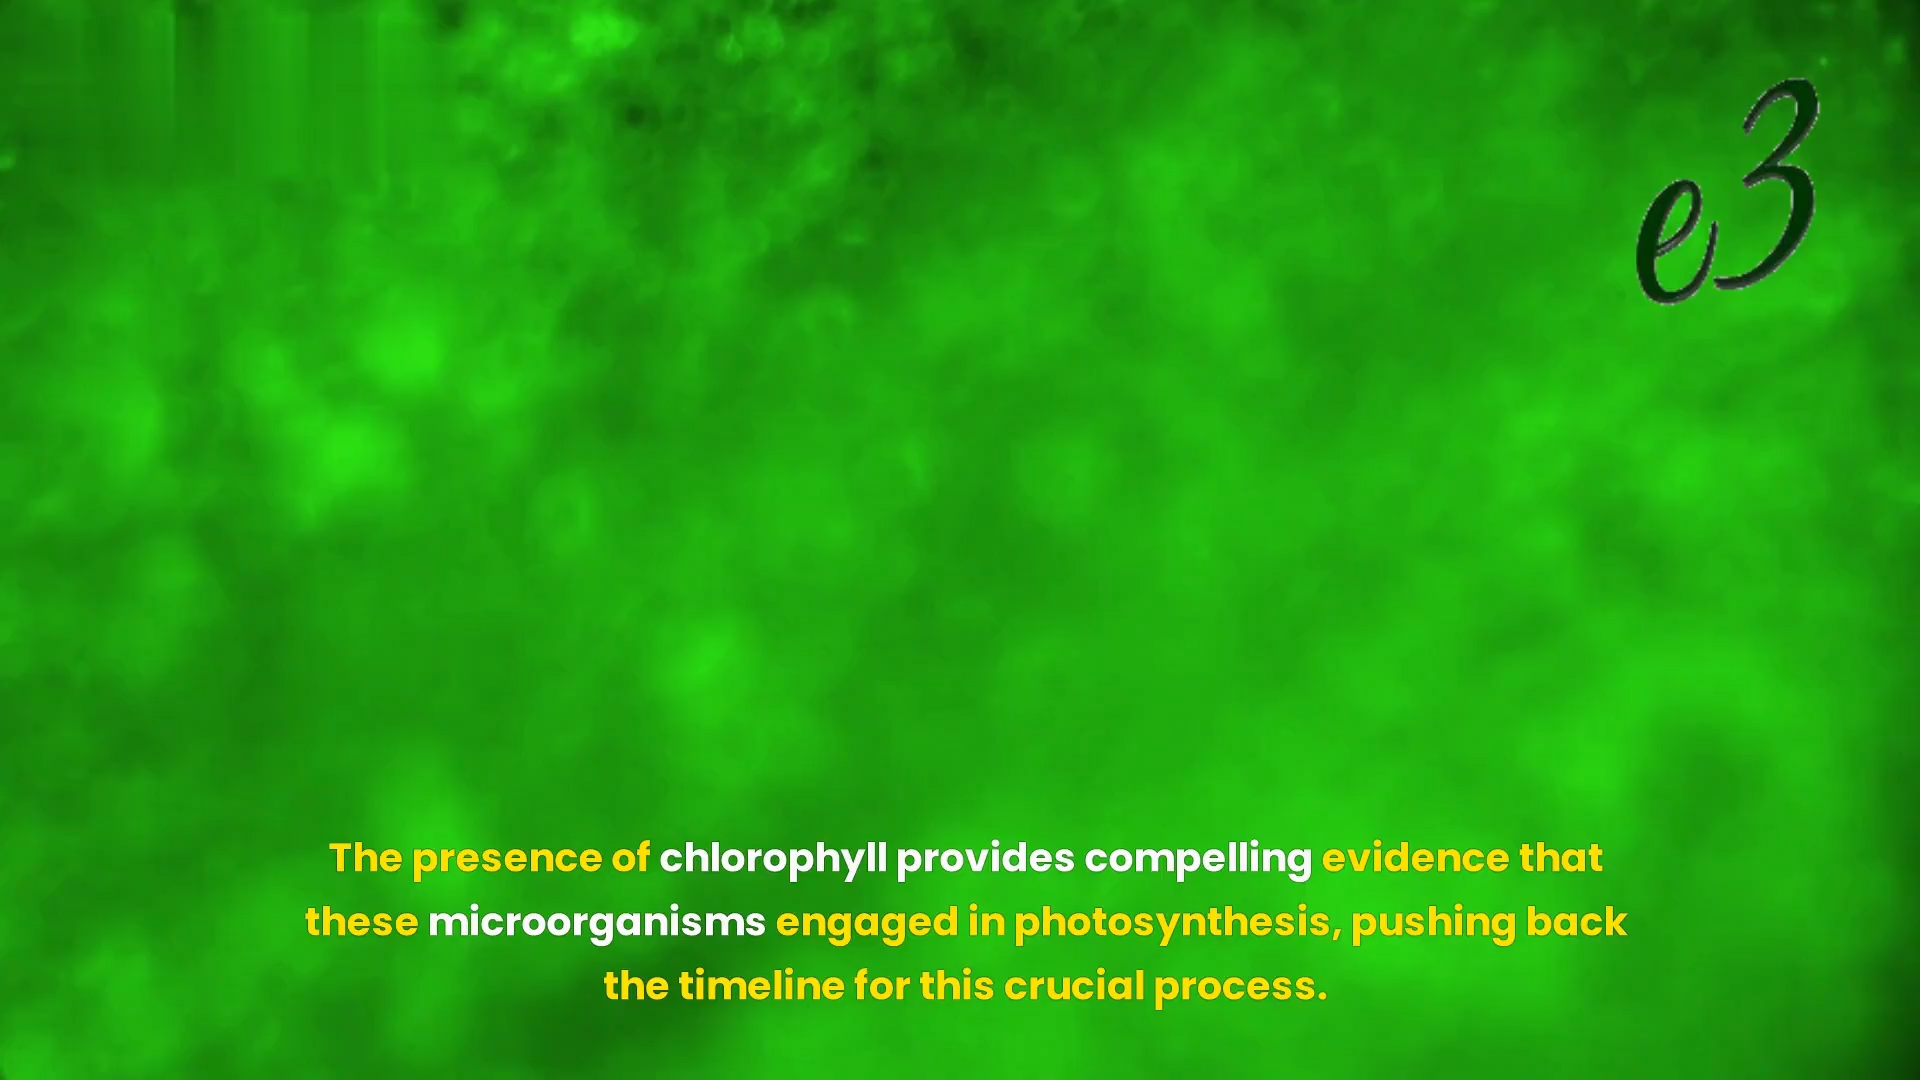 e3
The presence of chlorophyll provides compelling evidence that
these microorganisms engaged in photosynthesis, pushing back
the timeline for this crucial process.